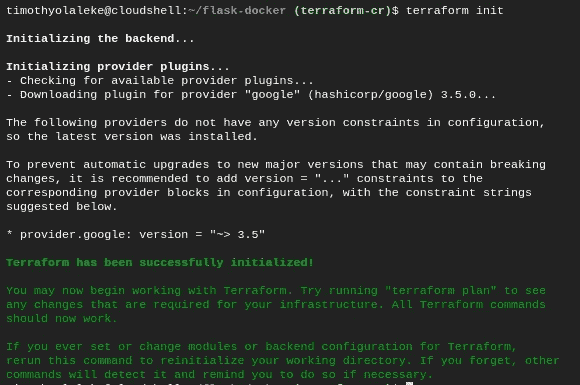 timothyolaleke@cloudshell:~/flask-docker (terraform-cr)$ terraform init
Initializing the backend...
Initializing provider plugins...
- Checking for available provider plugins...
- Downloading plugin for provider "google" (hashicorp/google) 3.5.0...
The following providers do not have any version constraints in configuration,
so the latest version was installed.
To prevent automatic upgrades to new major versions that may contain breaking
changes, it is recommended to add version = "..." constraints to the
corresponding provider blocks in configuration, with the constraint strings
suggested below.
* provider.google: version = "~> 3.5"
Terraform has been successfully initialized!
You may now begin working with Terraform. Try running "terraform plan" to see
any changes that are required for your infrastructure. All Terraform commands
should now work.
If you ever set or change modules or backend configuration for Terraform,
rerun this command to reinitialize your working directory. If you forget, other
commands will detect it and remind you to do so if necessary.